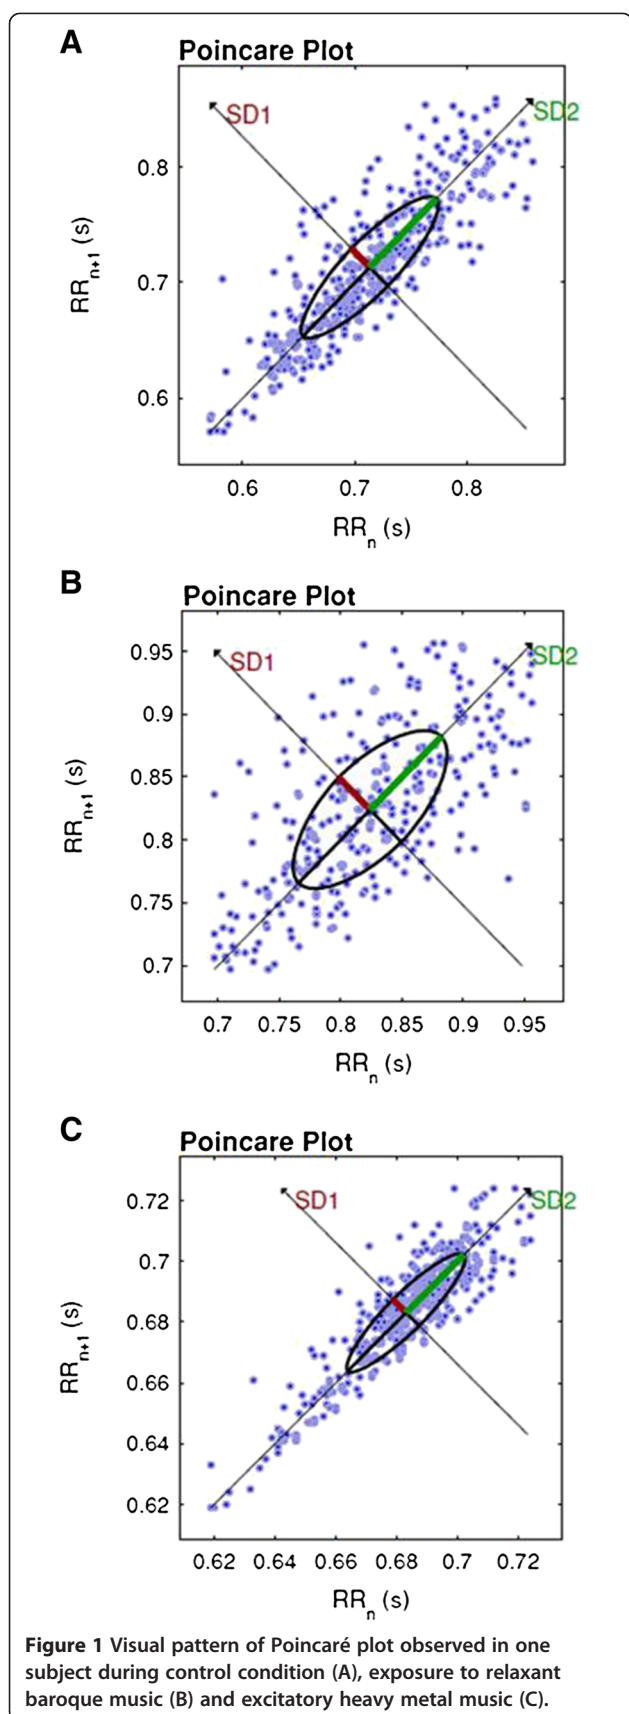 A
Poincare Plot
SD1
SD2
0.8
0.7
0.6
RRn+1 (s)
0.6 0.7 0.8
RRn (s)
B
Poincare Plot
SD1
SD2
0.95
0.9
0.85
0.8
0.75
0.7
RRn+1 (s)
0.7 0.75 0.8 0.85 0.9 0.95
RRn (s)
C
Poincare Plot
SD1
SD2
0.72
0.7
0.68
0.66
0.64
0.62
RRn+1 (s)
0.62 0.64 0.66 0.68 0.7 0.72
RRn (s)
Figure 1 Visual pattern of Poincaré plot observed in one
subject during control condition (A), exposure to relaxant
baroque music (B) and excitatory heavy metal music (C).